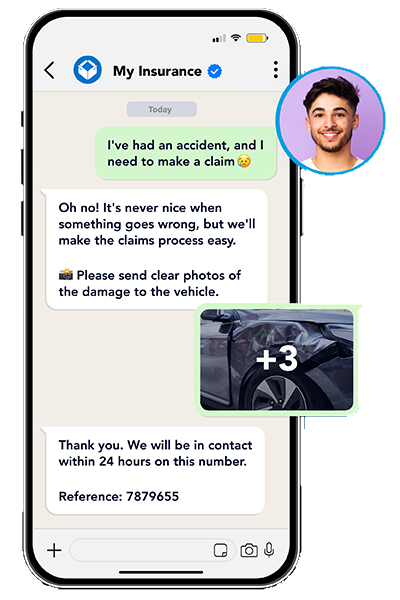 My Insurance
Today
I've had an accident, and I
need to make a claim😥
Oh no! It's never nice when
something goes wrong, but we'll
make the claims process easy.
📸 Please send clear photos of
the damage to the vehicle.
+3
Thank you. We will be in contact
within 24 hours on this number.
Reference: 7879655